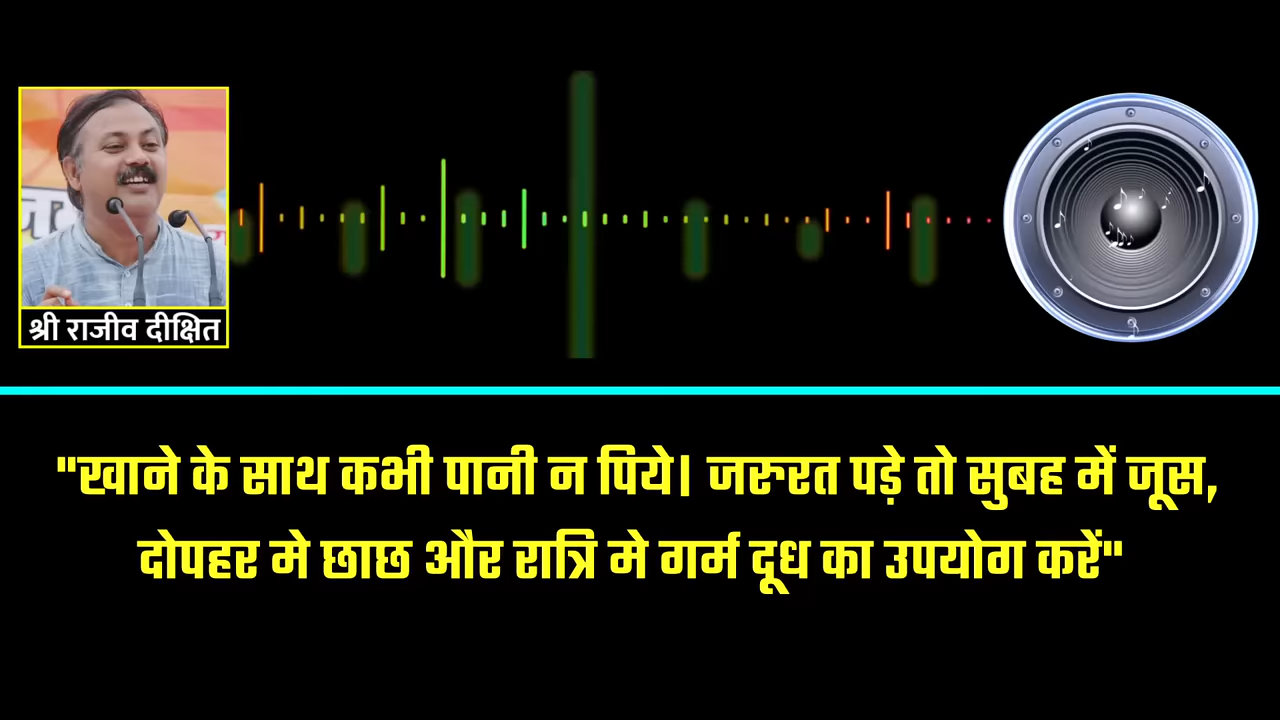 श्री राजीव दीक्षित
"खाने के साथ कभी पानी न पिये। जरुरत पड़े तो सुबह में जूस,
दोपहर मे छाछ और रात्रि मे गर्म दूध का उपयोग करें"